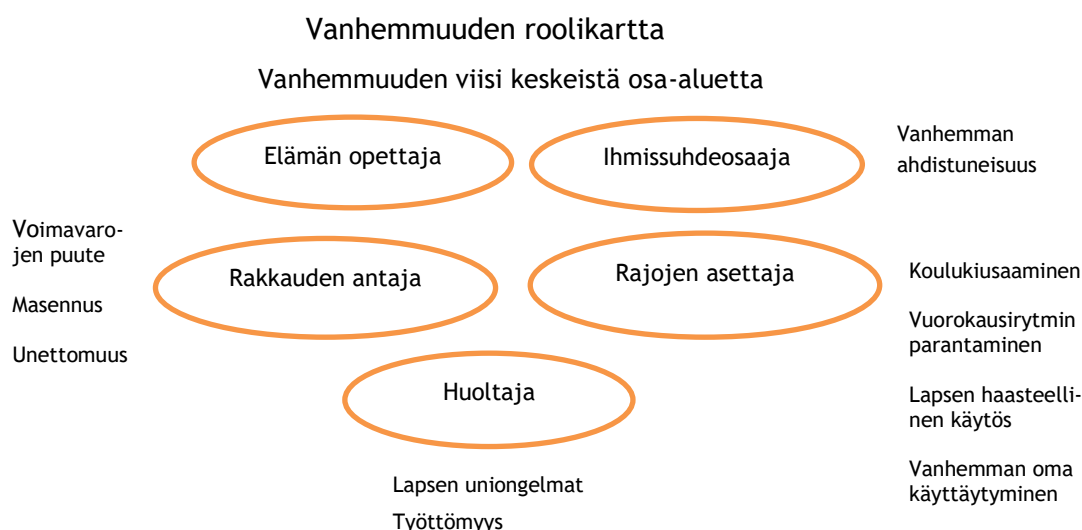 Vanhemmuuden roolikartta
Vanhemmuuden viisi keskeistä osa-aluetta
Elämän opettaja
Ihmissuhdeosaaja
Vanhemman
ahdistuneisuus
Voimavaro-
jen puute
Masennus
Unettomuus
Rakkauden antaja
Rajojen asettaja
Koulukiusaaminen
Vuorokausirytmin
parantaminen
Lapsen haasteelli-
nen käytös
Vanhemman oma
käyttäytyminen
Huoltaja
Lapsen uniongelmat
Työttömyys